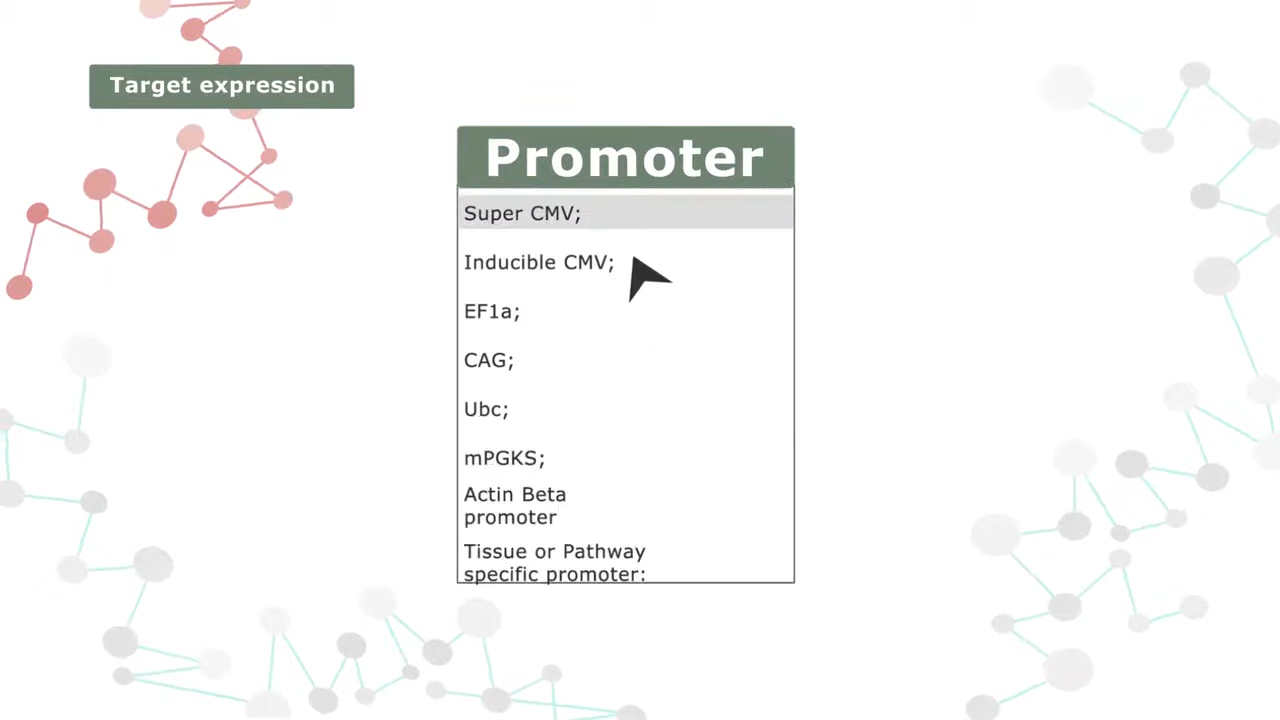 Target expression
Promoter
Super CMV;
Inducible CMV;
EF1a;
CAG;
Ubc;
mPGKS;
Actin Beta
promoter
Tissue or Pathway
specific promoter: